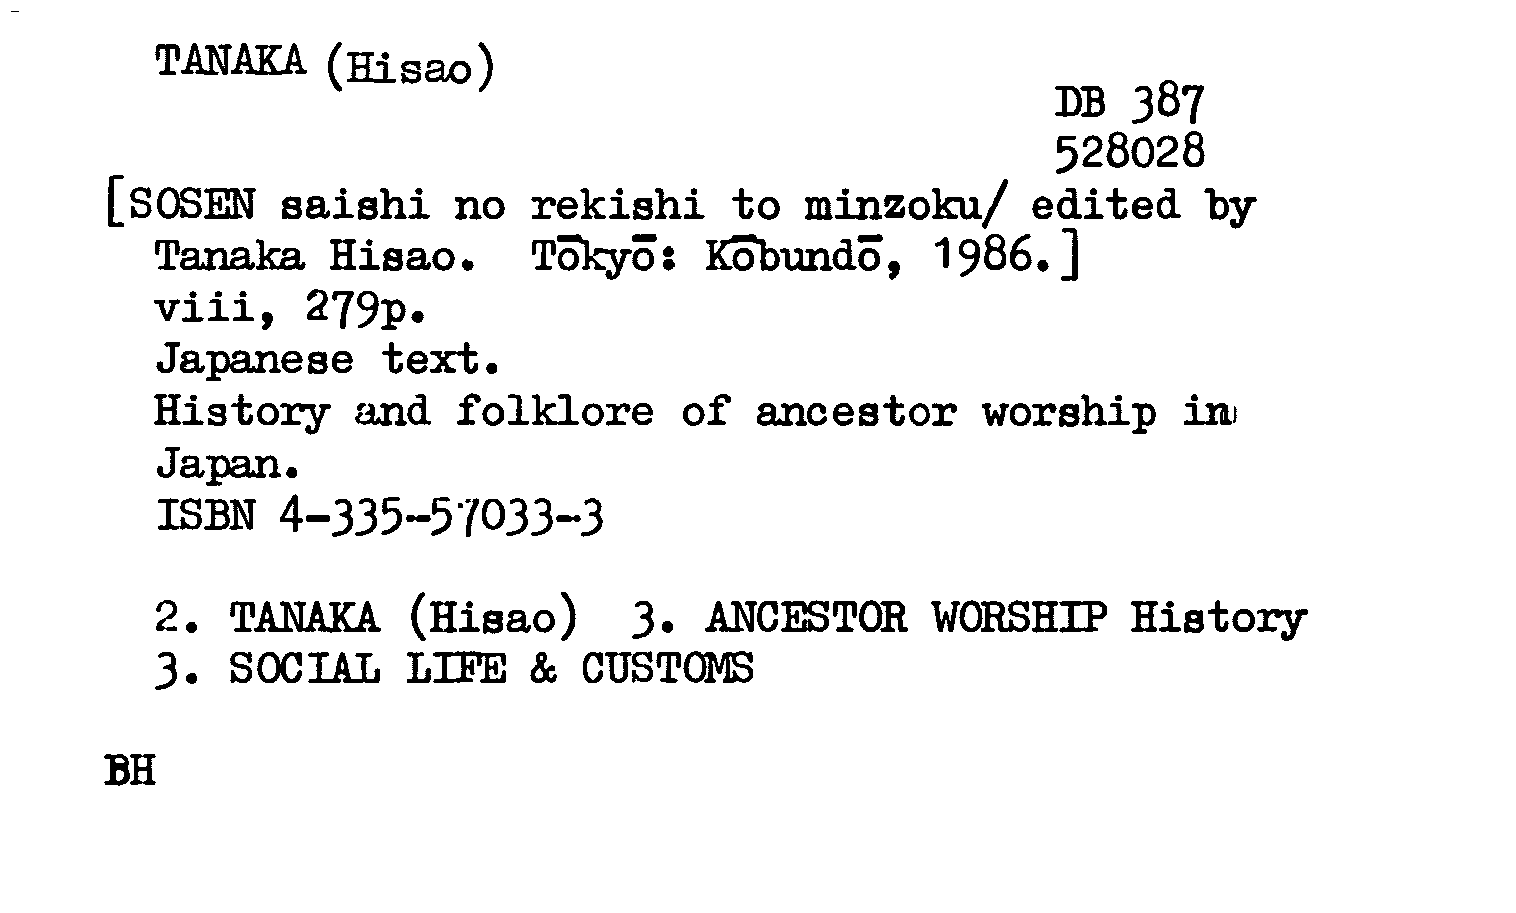 TANAKA (Hisao)
DB 387
528028
[SOSEN saishi no rekishi to minzoku/ edited by
Tanaka Hisao. Tōkyō: Kōbundō, 1986.]
viii, 279p.
Japanese text.
History and folklore of ancestor worship in
Japan.
ISBN 4-335-57033-3
2. TANAKA (Hisao) 3. ANCESTOR WORSHIP History
3. SOCIAL LIFE & CUSTOMS
BH